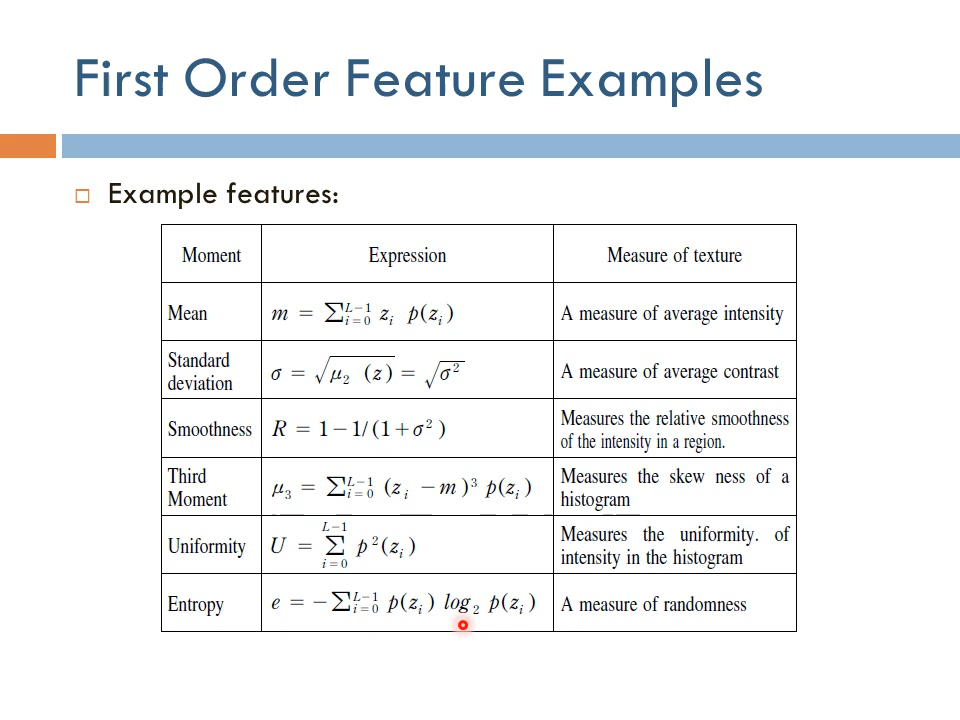 First Order Feature Examples
Example features:
Moment Expression Measure of texture
Mean m = ∑_{i=0}^{L−1} z_i p(z_i) A measure of average intensity
Standard deviation σ = √μ_2 (z) = √σ^2 A measure of average contrast
Smoothness R = 1−1/(1+σ^2) Measures the relative smoothness
of the intensity in a region.
Third Moment μ_3 = ∑_{i=0}^{L−1} (z_i −m)^3 p(z_i) Measures the skew ness of a
histogram
Uniformity U = ∑_{i=0}^{L−1} p^2(z_i) Measures the uniformity. of
intensity in the histogram
Entropy e = −∑_{i=0}^{L−1} p(z_i) log_2 p(z_i) A measure of randomness